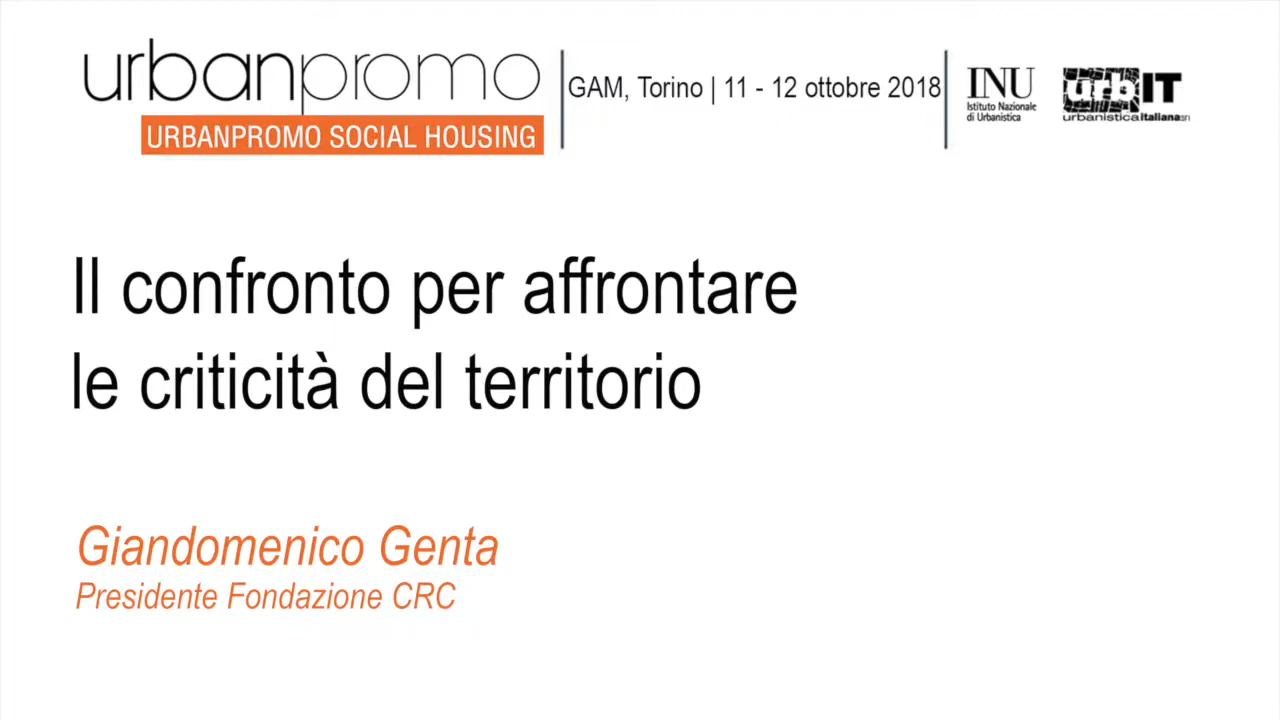 urbanpromo
URBANPROMO SOCIAL HOUSING
GAM, Torino | 11 - 12 ottobre 2018
INU
Istituto Nazionale
di Urbanistica
urbIT
urbanisticaitalianasrl
Il confronto per affrontare
le criticità del territorio
Giandomenico Genta
Presidente Fondazione CRC